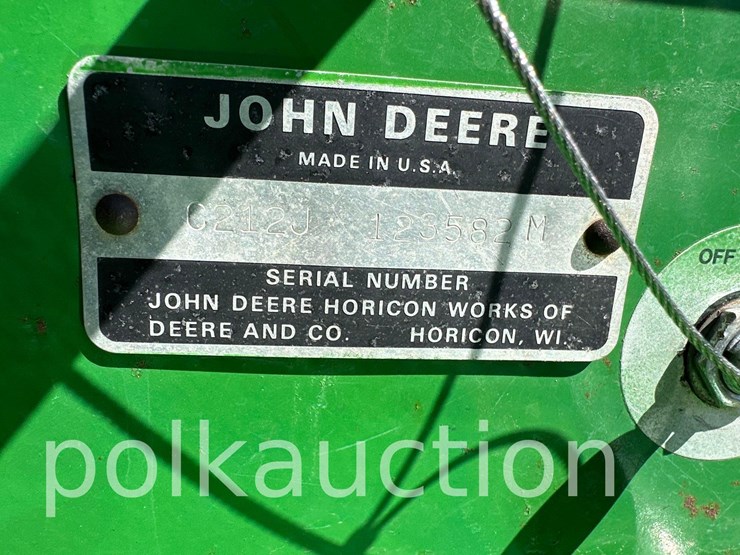 JOHN DEERE
MADE IN U.S.A.
C212J 123582 M
SERIAL NUMBER
JOHN DEERE HORICON WORKS OF
DEERE AND CO. HORICON, WI.
OFF
polkauction